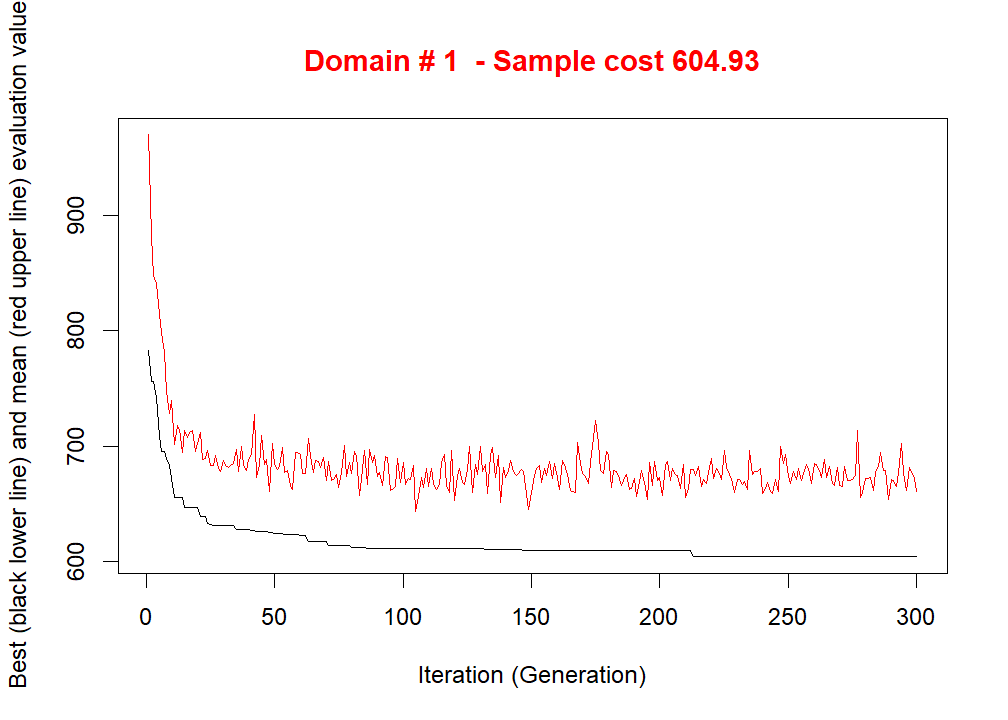 Domain # 1  - Sample cost 604.93
Best (black lower line) and mean (red upper line) evaluation value
900
800
700
600
0 50 100 150 200 250 300
Iteration (Generation)